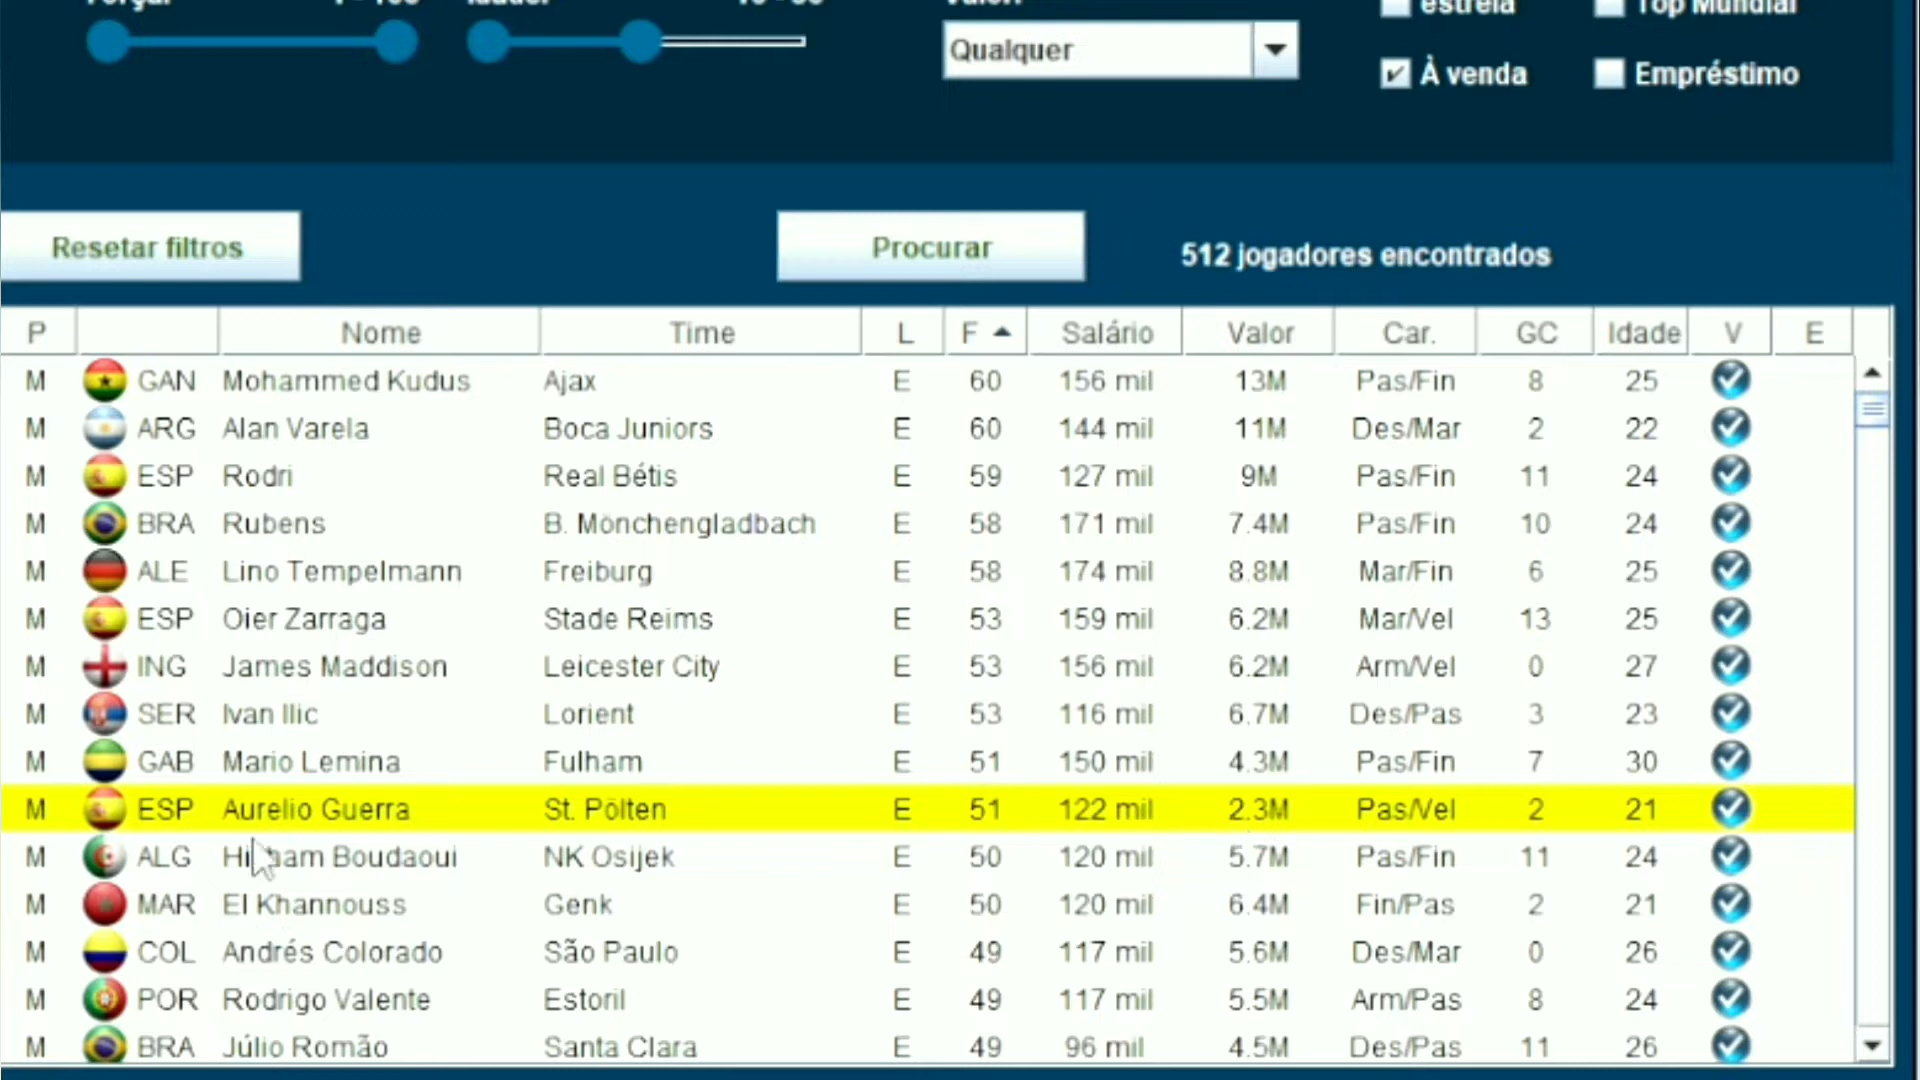 Qualquer
estrela
Top Mundial
À venda
Empréstimo
Resetar filtros
Procurar
512 jogadores encontrados
P Nome Time L F Salário Valor Car. GC Idade V E
M GAN Mohammed Kudus Ajax E 60 156 mil 13M Pas/Fin 8 25
M ARG Alan Varela Boca Juniors E 60 144 mil 11M Des/Mar 2 22
M ESP Rodri Real Bétis E 59 127 mil 9M Pas/Fin 11 24
M BRA Rubens B. Mönchengladbach E 58 171 mil 7.4M Pas/Fin 10 24
M ALE Lino Tempelmann Freiburg E 58 174 mil 8.8M Mar/Fin 6 25
M ESP Oier Zarraga Stade Reims E 53 159 mil 6.2M Mar/Vel 13 25
M ING James Maddison Leicester City E 53 156 mil 6.2M Arm/Vel 0 27
M SER Ivan Ilic Lorient E 53 116 mil 6.7M Des/Pas 3 23
M GAB Mario Lemina Fulham E 51 150 mil 4.3M Pas/Fin 7 30
M ESP Aurelio Guerra St. Pölten E 51 122 mil 2.3M Pas/Vel 2 21
M ALG Boudaoui NK Osijek E 50 120 mil 5.7M Pas/Fin 11 24
M MAR El Khannouss Genk E 50 120 mil 6.4M Fin/Pas 2 21
M COL Andrés Colorado São Paulo E 49 117 mil 5.6M Des/Mar 0 26
M POR Rodrigo Valente Estoril E 49 117 mil 5.5M Arm/Pas 8 24
M BRA Júlio Romão Santa Clara E 49 96 mil 4.5M Des/Pas 11 26